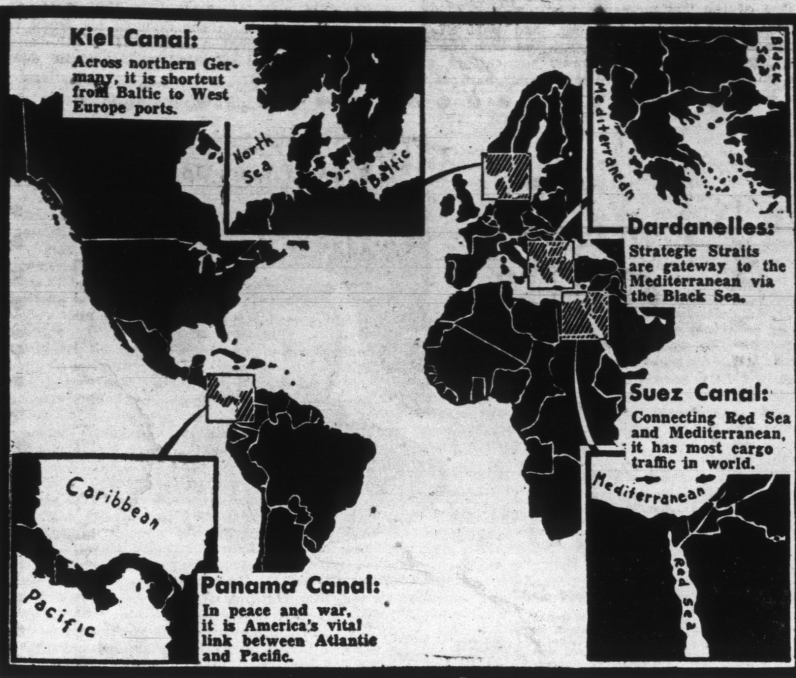 Kiel Canal:
Across northern Ger-
many, it is shortcut
from Baltic to West
Europe ports.
North
Sea
Baltic
Black
Sea
Mediterranean
Dardanelles:
Strategic Straits
are gateway to the
Mediterranean via
the Black Sea.
Suez Canal:
Connecting Red Sea
and Mediterranean,
it has most cargo
traffic in world.
Mediterranean
Red Sea
Caribbean
Pacific
Panama Canal:
In peace and war,
it is America's vital
link between Atlantic
and Pacific.